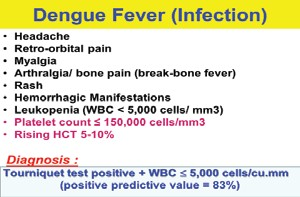 Dengue Fever (Infection)
• Headache
• Retro-orbital pain
• Myalgia
• Arthralgia/ bone pain (break-bone fever)
• Rash
• Hemorrhagic Manifestations
• Leukopenia (WBC < 5,000 cells/ mm3)
• Platelet count ≤ 150,000 cells/mm3
• Rising HCT 5-10%
Diagnosis :
Tourniquet test positive + WBC ≤ 5,000 cells/cu.mm
(positive predictive value = 83%)